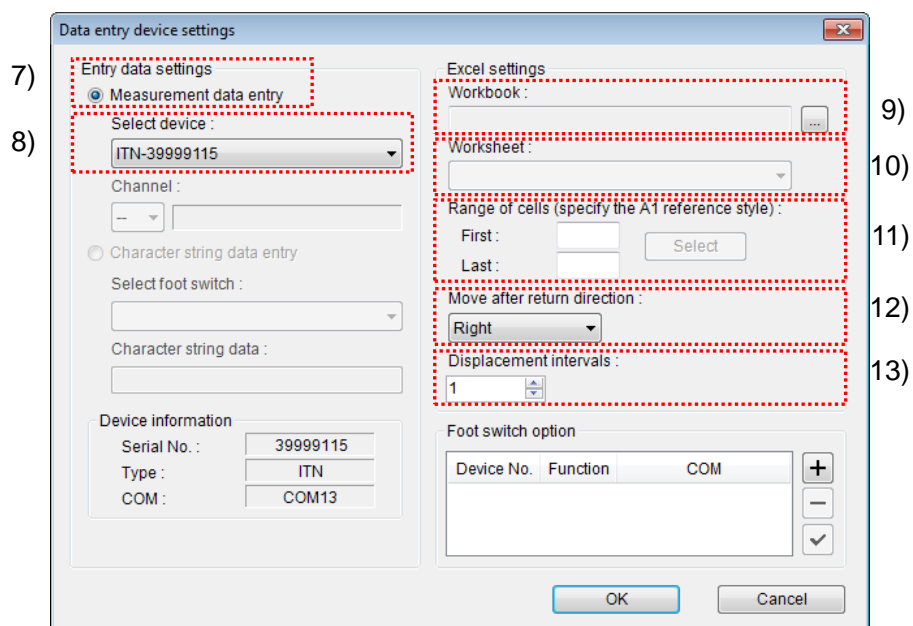 Data entry device settings
7)
Entry data settings
Measurement data entry
8)
Select device :
ITN-39999115
Channel :
--
Character string data entry
Select foot switch :
Character string data :
Device information
Serial No. : 39999115
Type : ITN
COM : COM13
Excel settings
Workbook :
...
9)
Worksheet :
10)
Range of cells (specify the A1 reference style) :
First :
Select
Last :
11)
Move after return direction :
Right
12)
Displacement intervals :
1
13)
Foot switch option
Device No. Function COM
OK Cancel